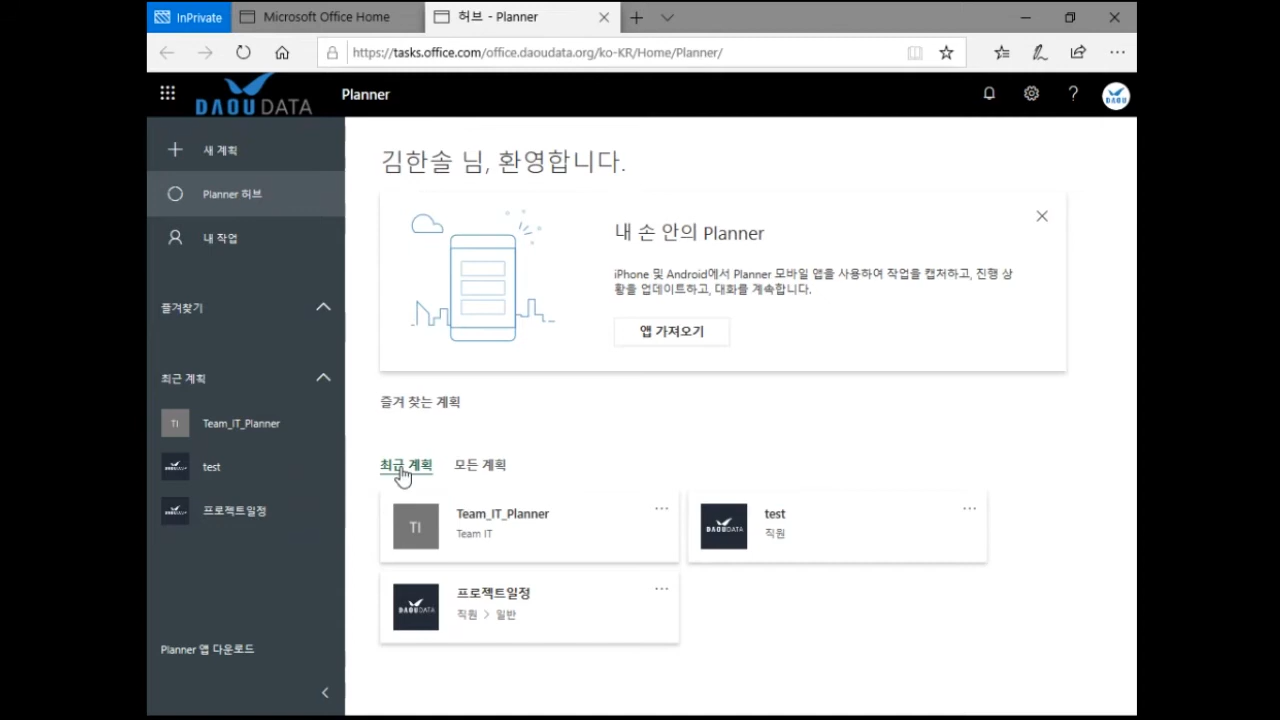 InPrivate
Microsoft Office Home
허브 - Planner
https://tasks.office.com/office.daoudata.org/ko-KR/Home/Planner/
DAOU DATA
Planner
DAOU
새 계획
Planner 허브
내 작업
즐겨찾기
최근 계획
TI
Team_IT_Planner
test
프로젝트일정
Planner 앱 다운로드
김한솔 님, 환영합니다.
내 손 안의 Planner
iPhone 및 Android에서 Planner 모바일 앱을 사용하여 작업을 캡처하고, 진행 상
황을 업데이트하고, 대화를 계속합니다.
앱 가져오기
즐겨 찾는 계획
최근 계획
모든 계획
TI
Team_IT_Planner
Team IT
DAOUDATA
test
직원
DAOUDATA
프로젝트일정
직원 > 일반